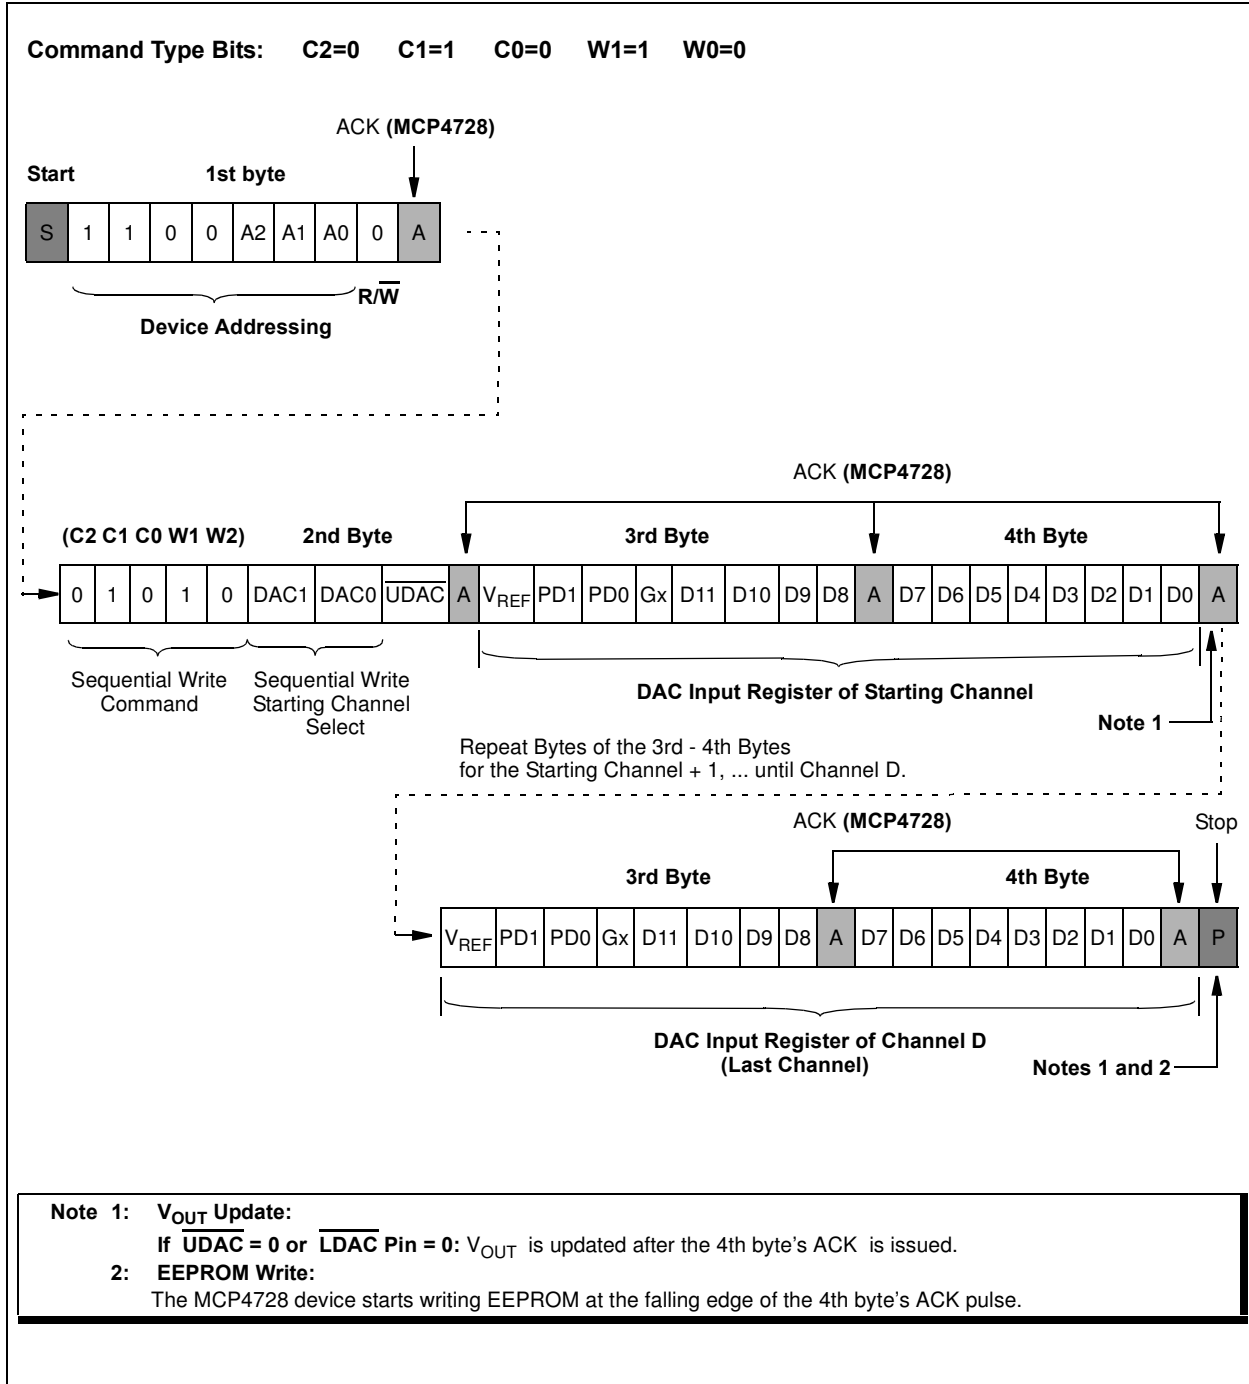 Command Type Bits: C2=0 C1=1 C0=0 W1=1 W0=0
ACK (MCP4728)
Start 1st byte
S 1 1 0 0 A2 A1 A0 0 A
R/W̅
Device Addressing
ACK (MCP4728)
(C2 C1 C0 W1 W2) 2nd Byte 3rd Byte 4th Byte
0 1 0 1 0 DAC1 DAC0 U̅D̅A̅C̅ A VREF PD1 PD0 Gx D11 D10 D9 D8 A D7 D6 D5 D4 D3 D2 D1 D0 A
Sequential Write
Command
Sequential Write
Starting Channel
Select
DAC Input Register of Starting Channel
Note 1
Repeat Bytes of the 3rd - 4th Bytes
for the Starting Channel + 1, ... until Channel D.
ACK (MCP4728) Stop
3rd Byte 4th Byte
VREF PD1 PD0 Gx D11 D10 D9 D8 A D7 D6 D5 D4 D3 D2 D1 D0 A P
DAC Input Register of Channel D
(Last Channel)
Notes 1 and 2
Note 1: VOUT Update:
If U̅D̅A̅C̅ = 0 or L̅D̅A̅C̅ Pin = 0: VOUT is updated after the 4th byte's ACK is issued.
2: EEPROM Write:
The MCP4728 device starts writing EEPROM at the falling edge of the 4th byte's ACK pulse.